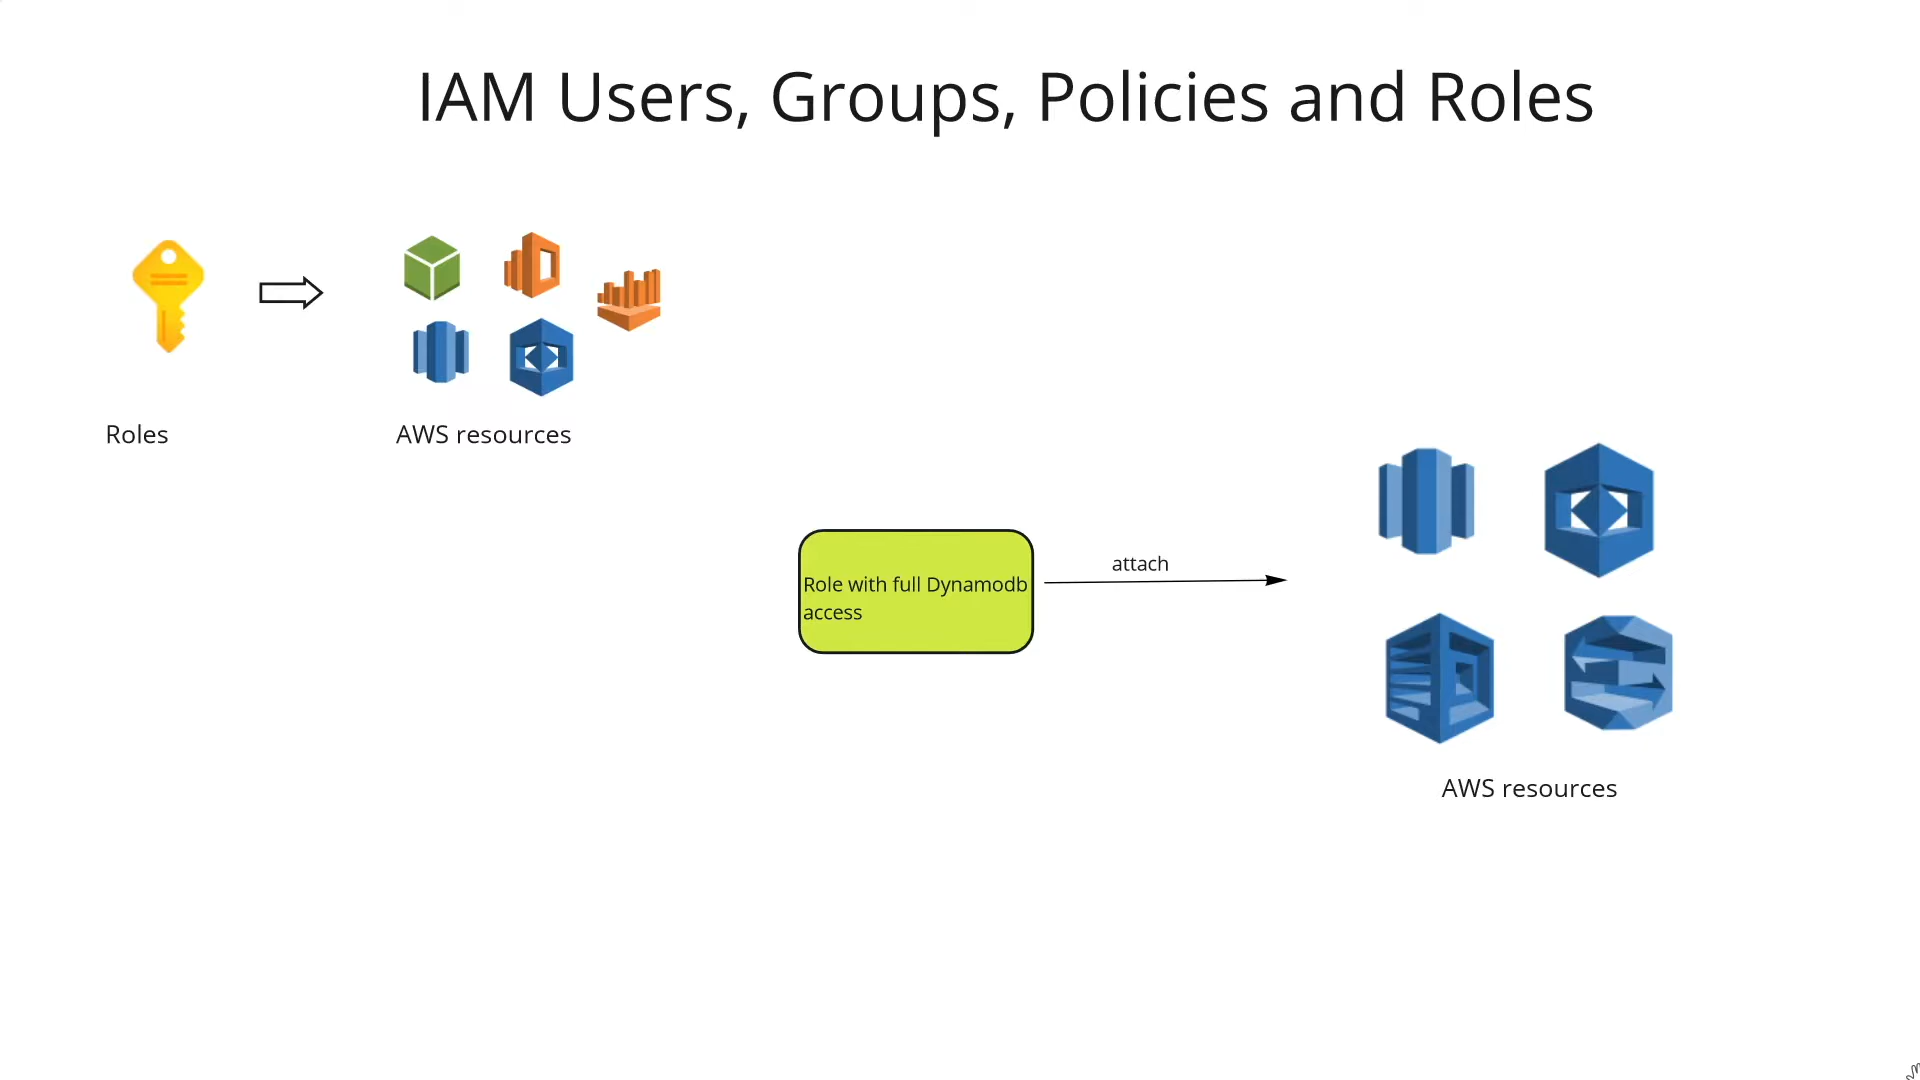 IAM Users, Groups, Policies and Roles
Roles
AWS resources
Role with full Dynamodb
access
attach
AWS resources